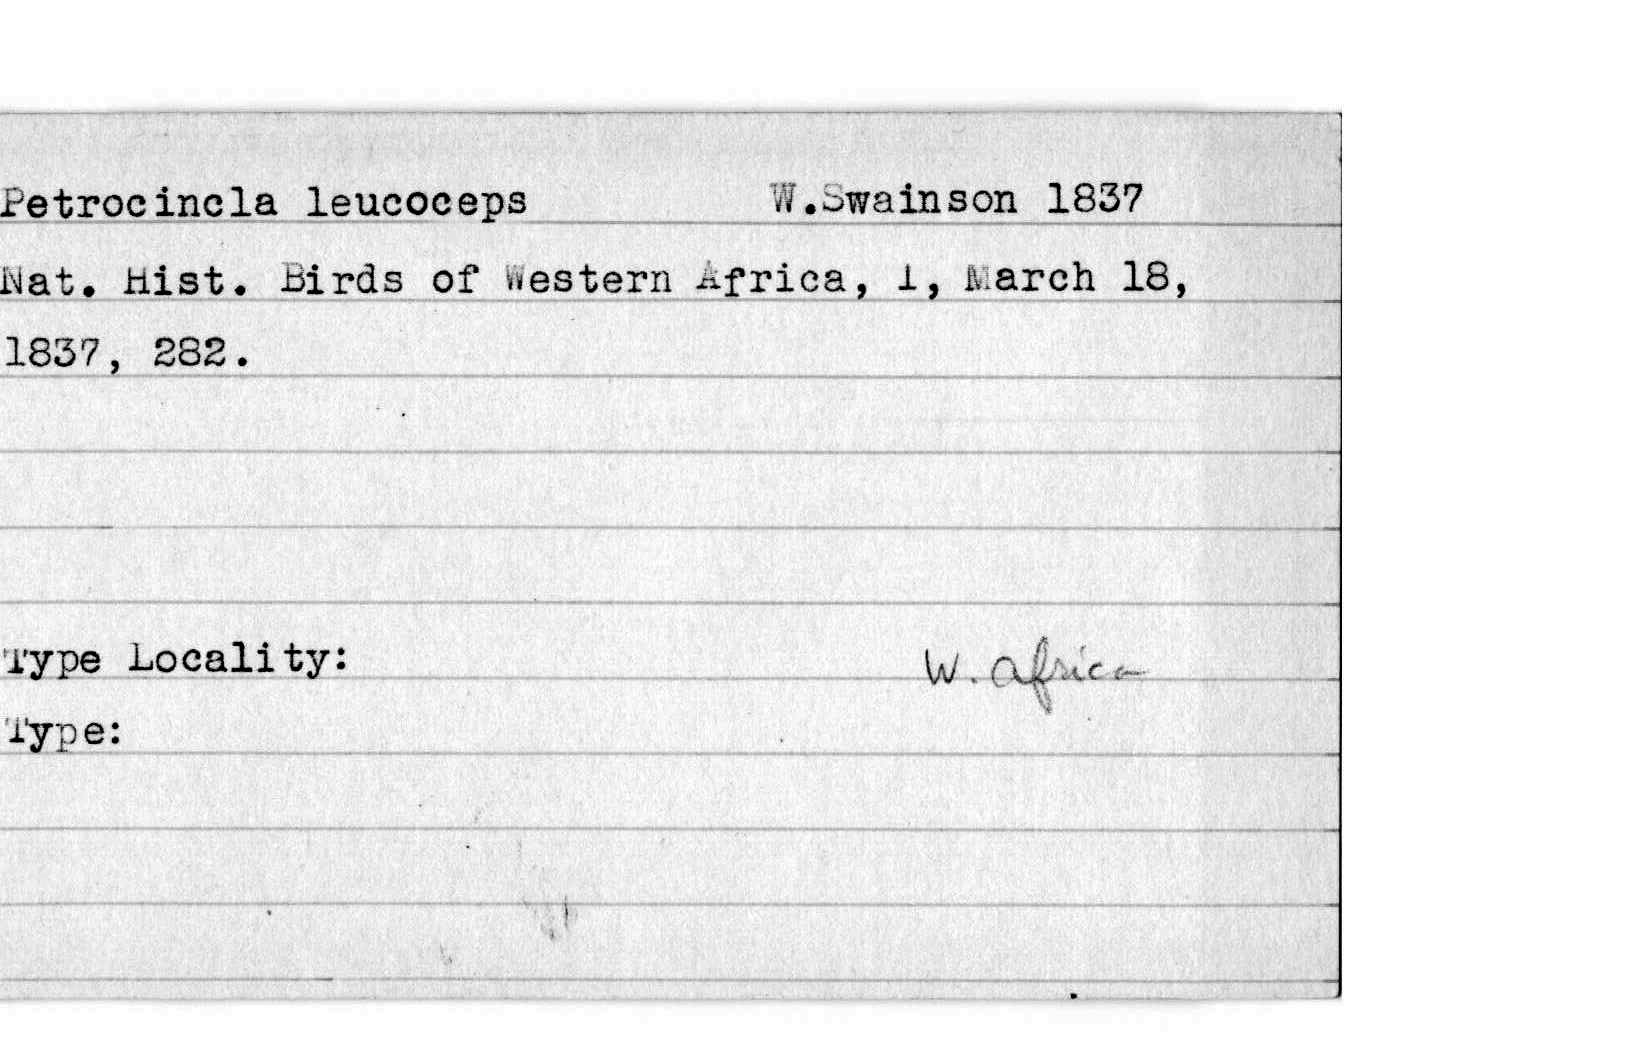 Petrocincla leucoceps W.Swainson 1837
Nat. Hist. Birds of Western Africa, 1, March 18,
1837, 282.
Type Locality: W. Africa
Type: